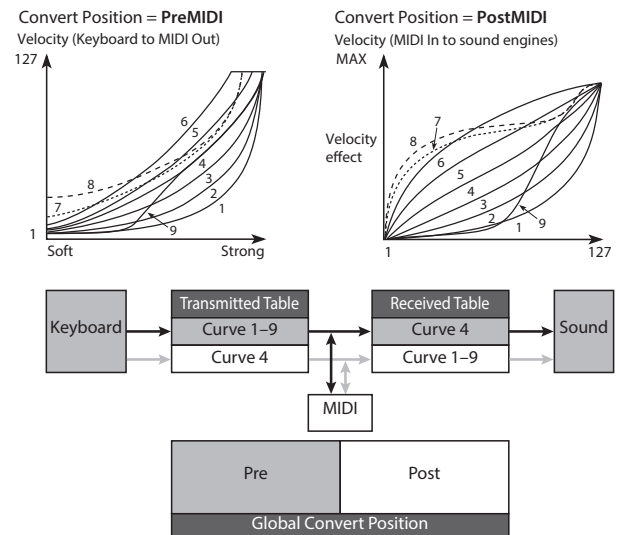 Convert Position = PreMIDI
Velocity (Keyboard to MIDI Out)
127
6
5
8
4
7
3
2
1
1
9
Soft
Strong
Convert Position = PostMIDI
Velocity (MIDI In to sound engines)
MAX
Velocity
effect
7
8
6
5
4
3
2
1
9
1
127
Keyboard
Transmitted Table
Curve 1–9
Curve 4
Received Table
Curve 4
Curve 1–9
Sound
MIDI
Pre
Post
Global Convert Position